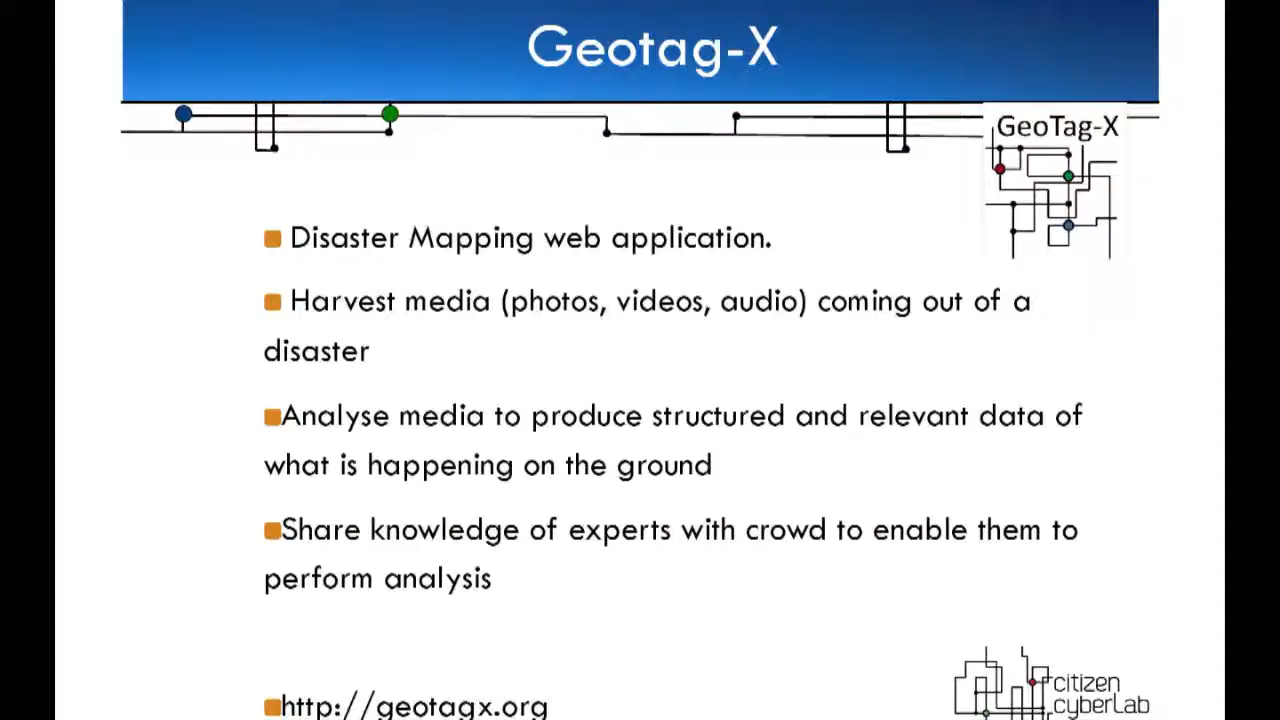 Geotag-X
GeoTag-X
Disaster Mapping web application.
Harvest media (photos, videos, audio) coming out of a
disaster
Analyse media to produce structured and relevant data of
what is happening on the ground
Share knowledge of experts with crowd to enable them to
perform analysis
http://geotagx.org
citizen
cyberLab